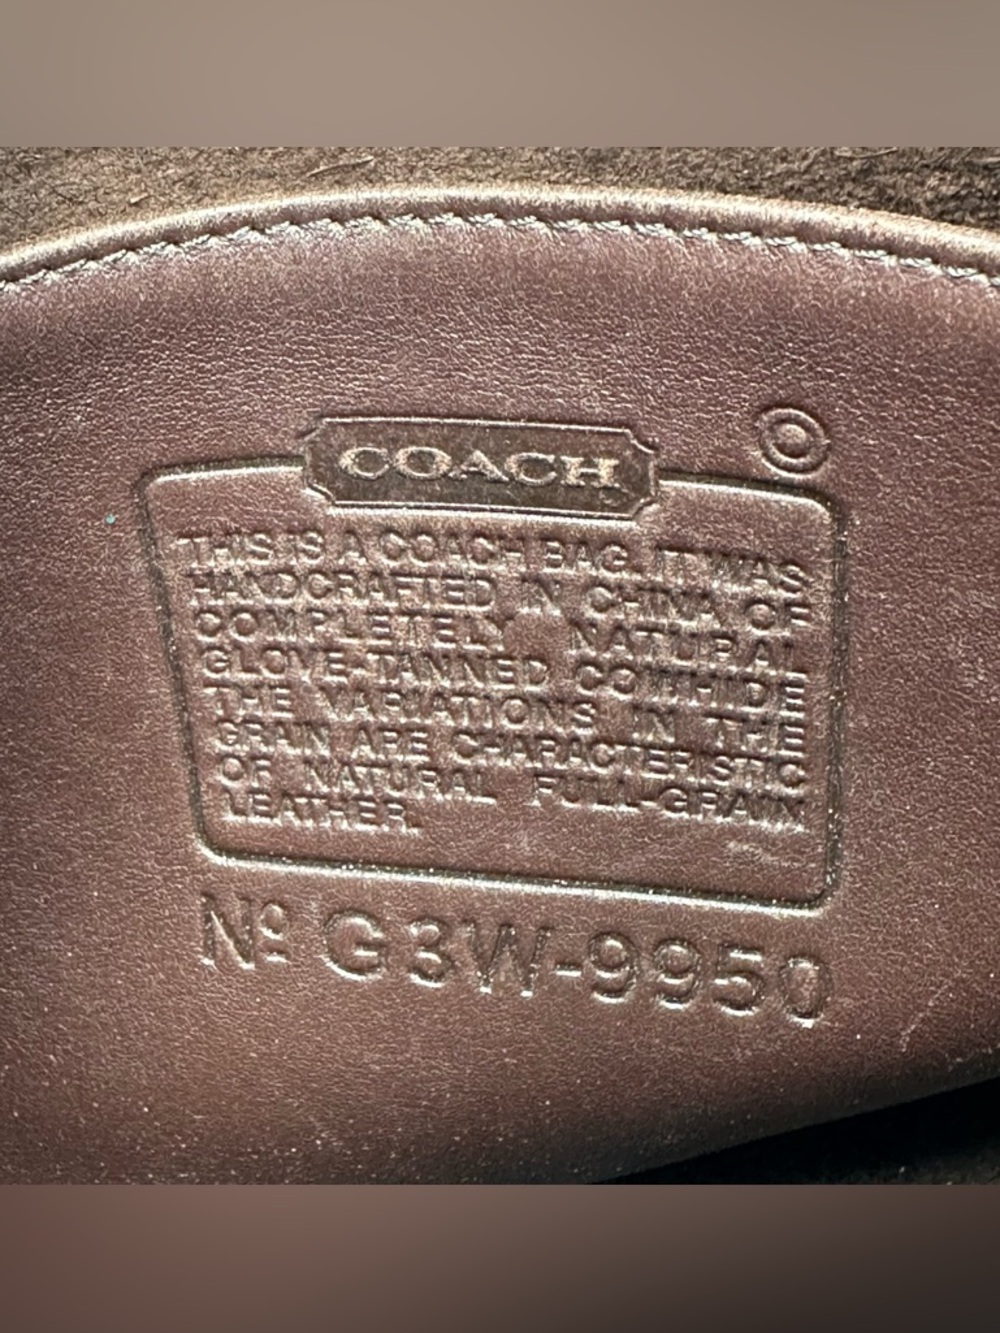 COACH
THIS IS A COACH BAG. IT WAS
HANDCRAFTED IN CHINA OF
COMPLETELY NATURAL
GLOVE-TANNED COWHIDE
THE VARIATIONS IN THE
GRAIN ARE CHARACTERISTIC
OF NATURAL FULL-GRAIN
LEATHER.
Nº G3W-9950